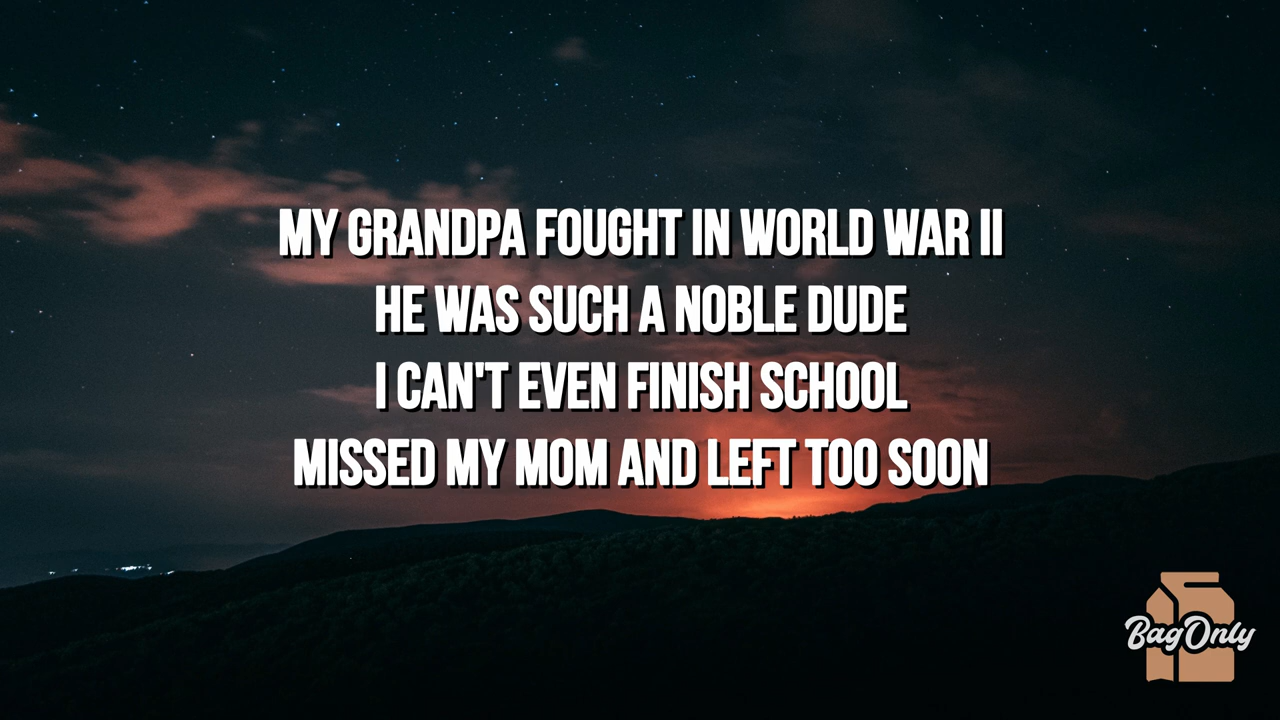 MY GRANDPA FOUGHT IN WORLD WAR II
HE WAS SUCH A NOBLE DUDE
I CAN'T EVEN FINISH SCHOOL
MISSED MY MOM AND LEFT TOO SOON
BagOnly